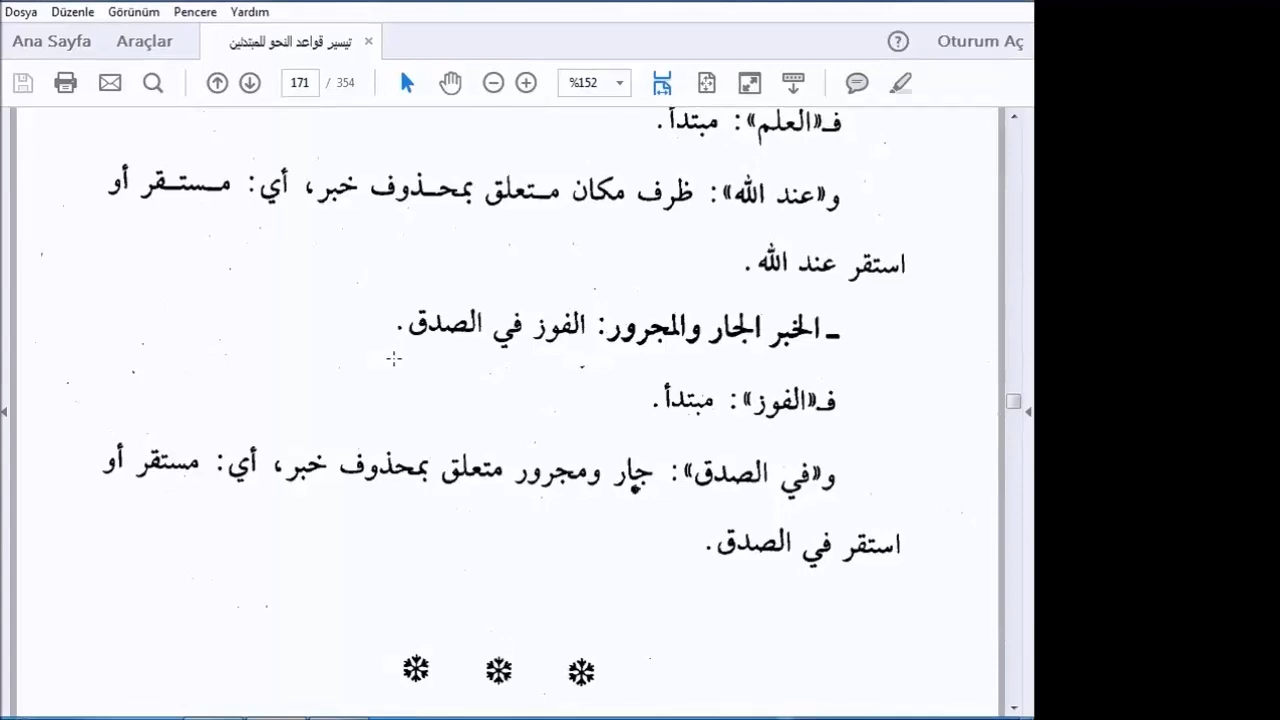 Dosya Düzenle Görünüm Pencere Yardım
Ana Sayfa Araçlar تيسير قواعد النحو للمبتدئين × ? Oturum Aç
171 / 354 %152
فـ«العلم»: مبتدأ.
و«عند الله»: ظرف مكان متعلق بمحذوف خبر، أي: مستقر أو
استقر عند الله.
ـ الخبر الجار والمجرور: الفوز في الصدق.
فـ«الفوز»: مبتدأ.
و«في الصدق»: جار ومجرور متعلق بمحذوف خبر، أي: مستقر أو
استقر في الصدق.